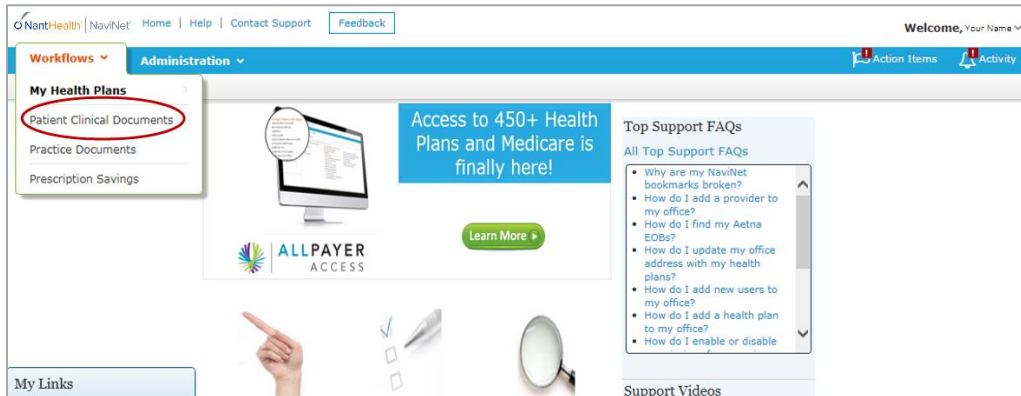 NantHealth | NaviNet Home | Help | Contact Support Feedback
Welcome, Your Name
Workflows Administration
Action Items Activity
My Health Plans
Patient Clinical Documents
Practice Documents
Prescription Savings
Access to 450+ Health
Plans and Medicare is
finally here!
Learn More
ALLPAYER
ACCESS
Top Support FAQs
All Top Support FAQs
• Why are my NaviNet
bookmarks broken?
• How do I add a provider to
my office?
• How do I find my Aetna
EOBs?
• How do I update my office
address with my health
plans?
• How do I add new users to
my office?
• How do I add a health plan
to my office?
• How do I enable or disable
My Links
Support Videos